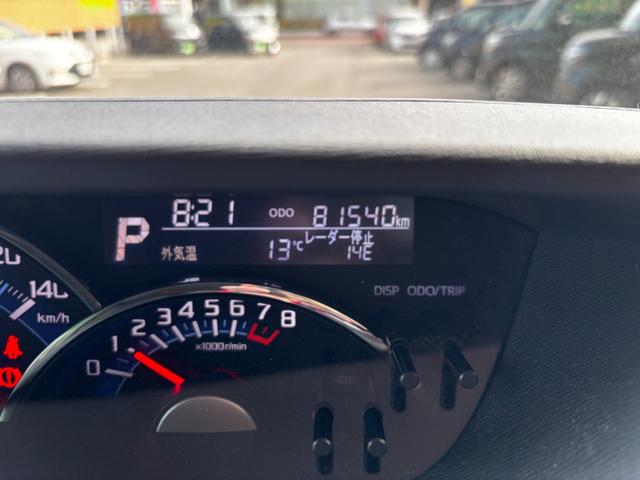 8:21 ODO 81540km
P
外気温 13℃ レーダー停止
14E
DISP ODO/TRIP
140
km/h
0 1 2 3 4 5 6 7 8
×1000r/min